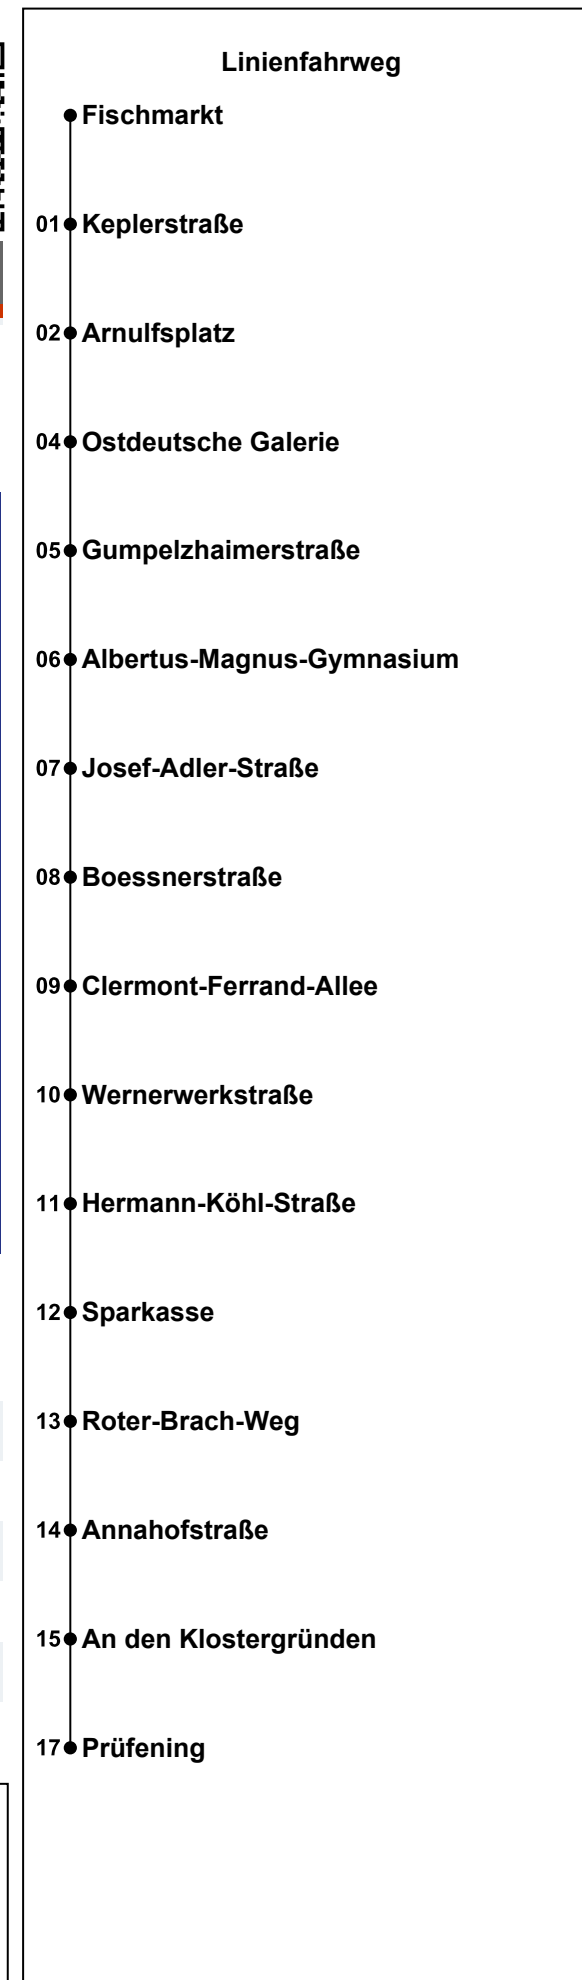 Linienfahrweg
Fischmarkt
01 Keplerstraße
02 Arnulfsplatz
04 Ostdeutsche Galerie
05 Gumpelzhaimerstraße
06 Albertus-Magnus-Gymnasium
07 Josef-Adler-Straße
08 Boessnerstraße
09 Clermont-Ferrand-Allee
10 Wernerwerkstraße
11 Hermann-Köhl-Straße
12 Sparkasse
13 Roter-Brach-Weg
14 Annahofstraße
15 An den Klostergründen
17 Prüfening